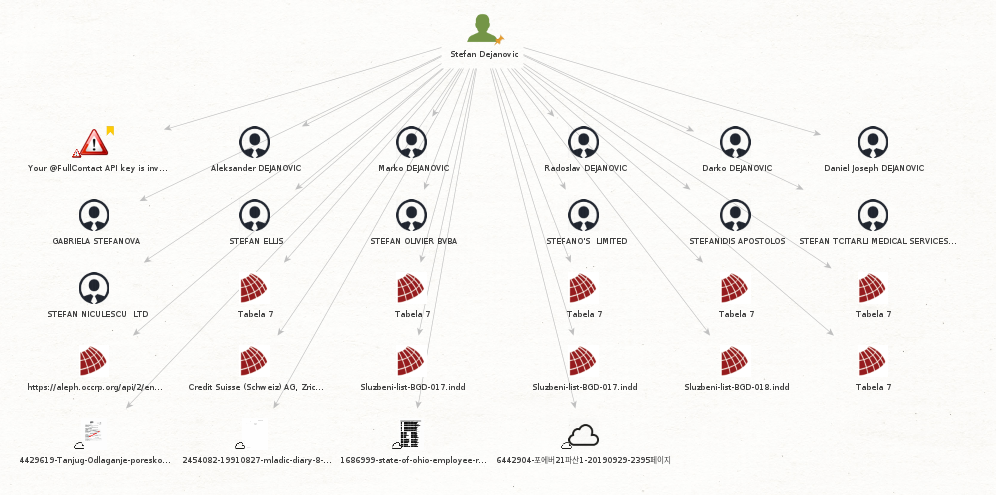 Stefan Dejanovic
Your @FullContact API key is inv...
Aleksander DEJANOVIC
Marko DEJANOVIC
Radoslav DEJANOVIC
Darko DEJANOVIC
Daniel Joseph DEJANOVIC
GABRIELA STEFANOVA
STEFAN ELLIS
STEFAN OLIVIER BVBA
STEFANO'S LIMITED
STEFANIDIS APOSTOLOS
STEFAN TCITARLI MEDICAL SERVICES...
STEFAN NICULESCU LTD
Tabela 7
Tabela 7
Tabela 7
Tabela 7
Tabela 7
https://aleph.occrp.org/api/2/en...
Credit Suisse (Schweiz) AG, Zric...
Sluzbeni-list-BGD-017.indd
Sluzbeni-list-BGD-017.indd
Sluzbeni-list-BGD-018.indd
Tabela 7
4429619-Tanjug-Odlaganje-poresko...
2454082-19910827-mladic-diary-8-...
1686999-state-of-ohio-employee-r...
6442904-포에버21파산1-20190929-2395페이지